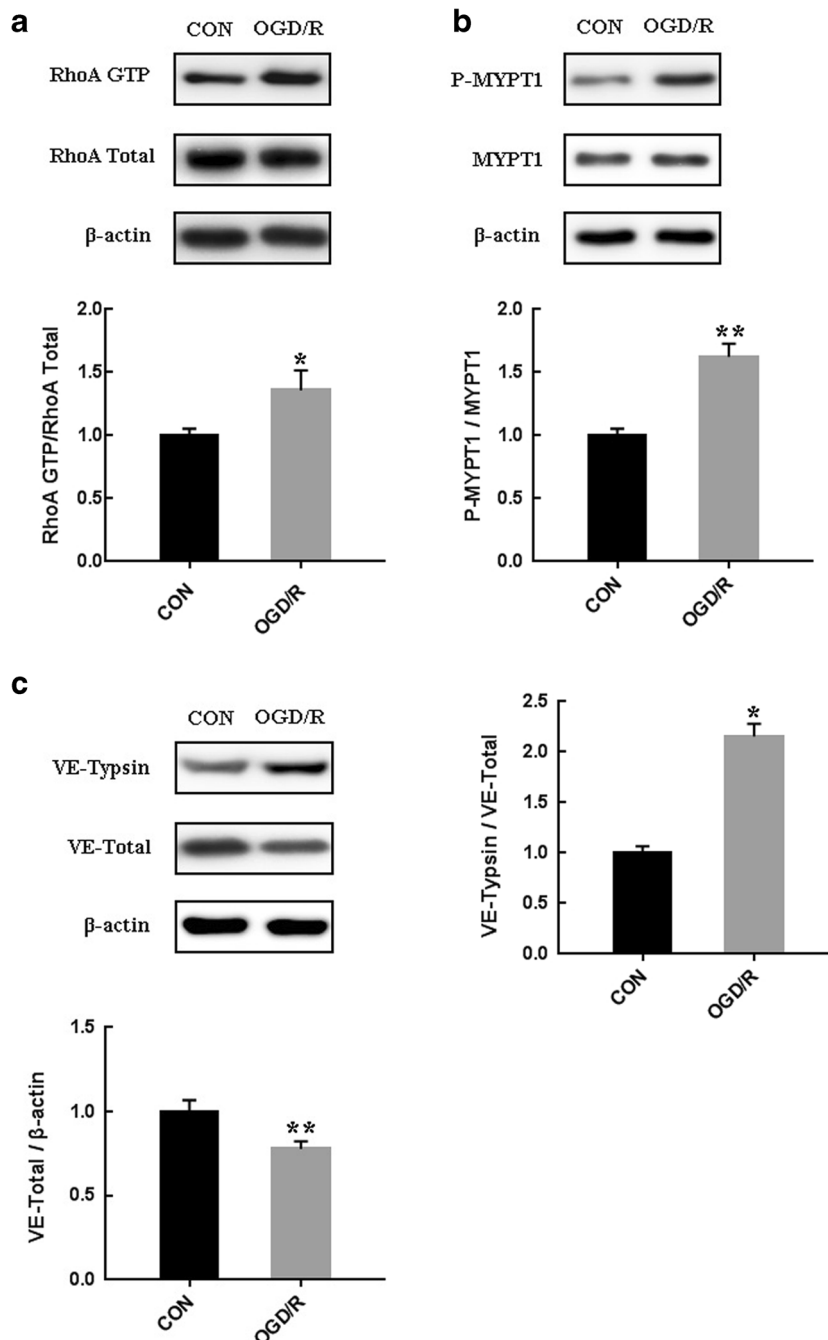 a
CON OGD/R
RhoA GTP
RhoA Total
β-actin
2.0
1.5
1.0
0.5
0.0
RhoA GTP/RhoA Total
*
CON
OGD/R
b
CON OGD/R
P-MYPT1
MYPT1
β-actin
2.0
1.5
1.0
0.5
0.0
P-MYPT1 / MYPT1
**
CON
OGD/R
c
CON OGD/R
VE-Typsin
VE-Total
β-actin
2.5
2.0
1.5
1.0
0.5
0.0
VE-Typsin / VE-Total
*
CON
OGD/R
1.5
1.0
0.5
0.0
VE-Total / β-actin
**
CON
OGD/R